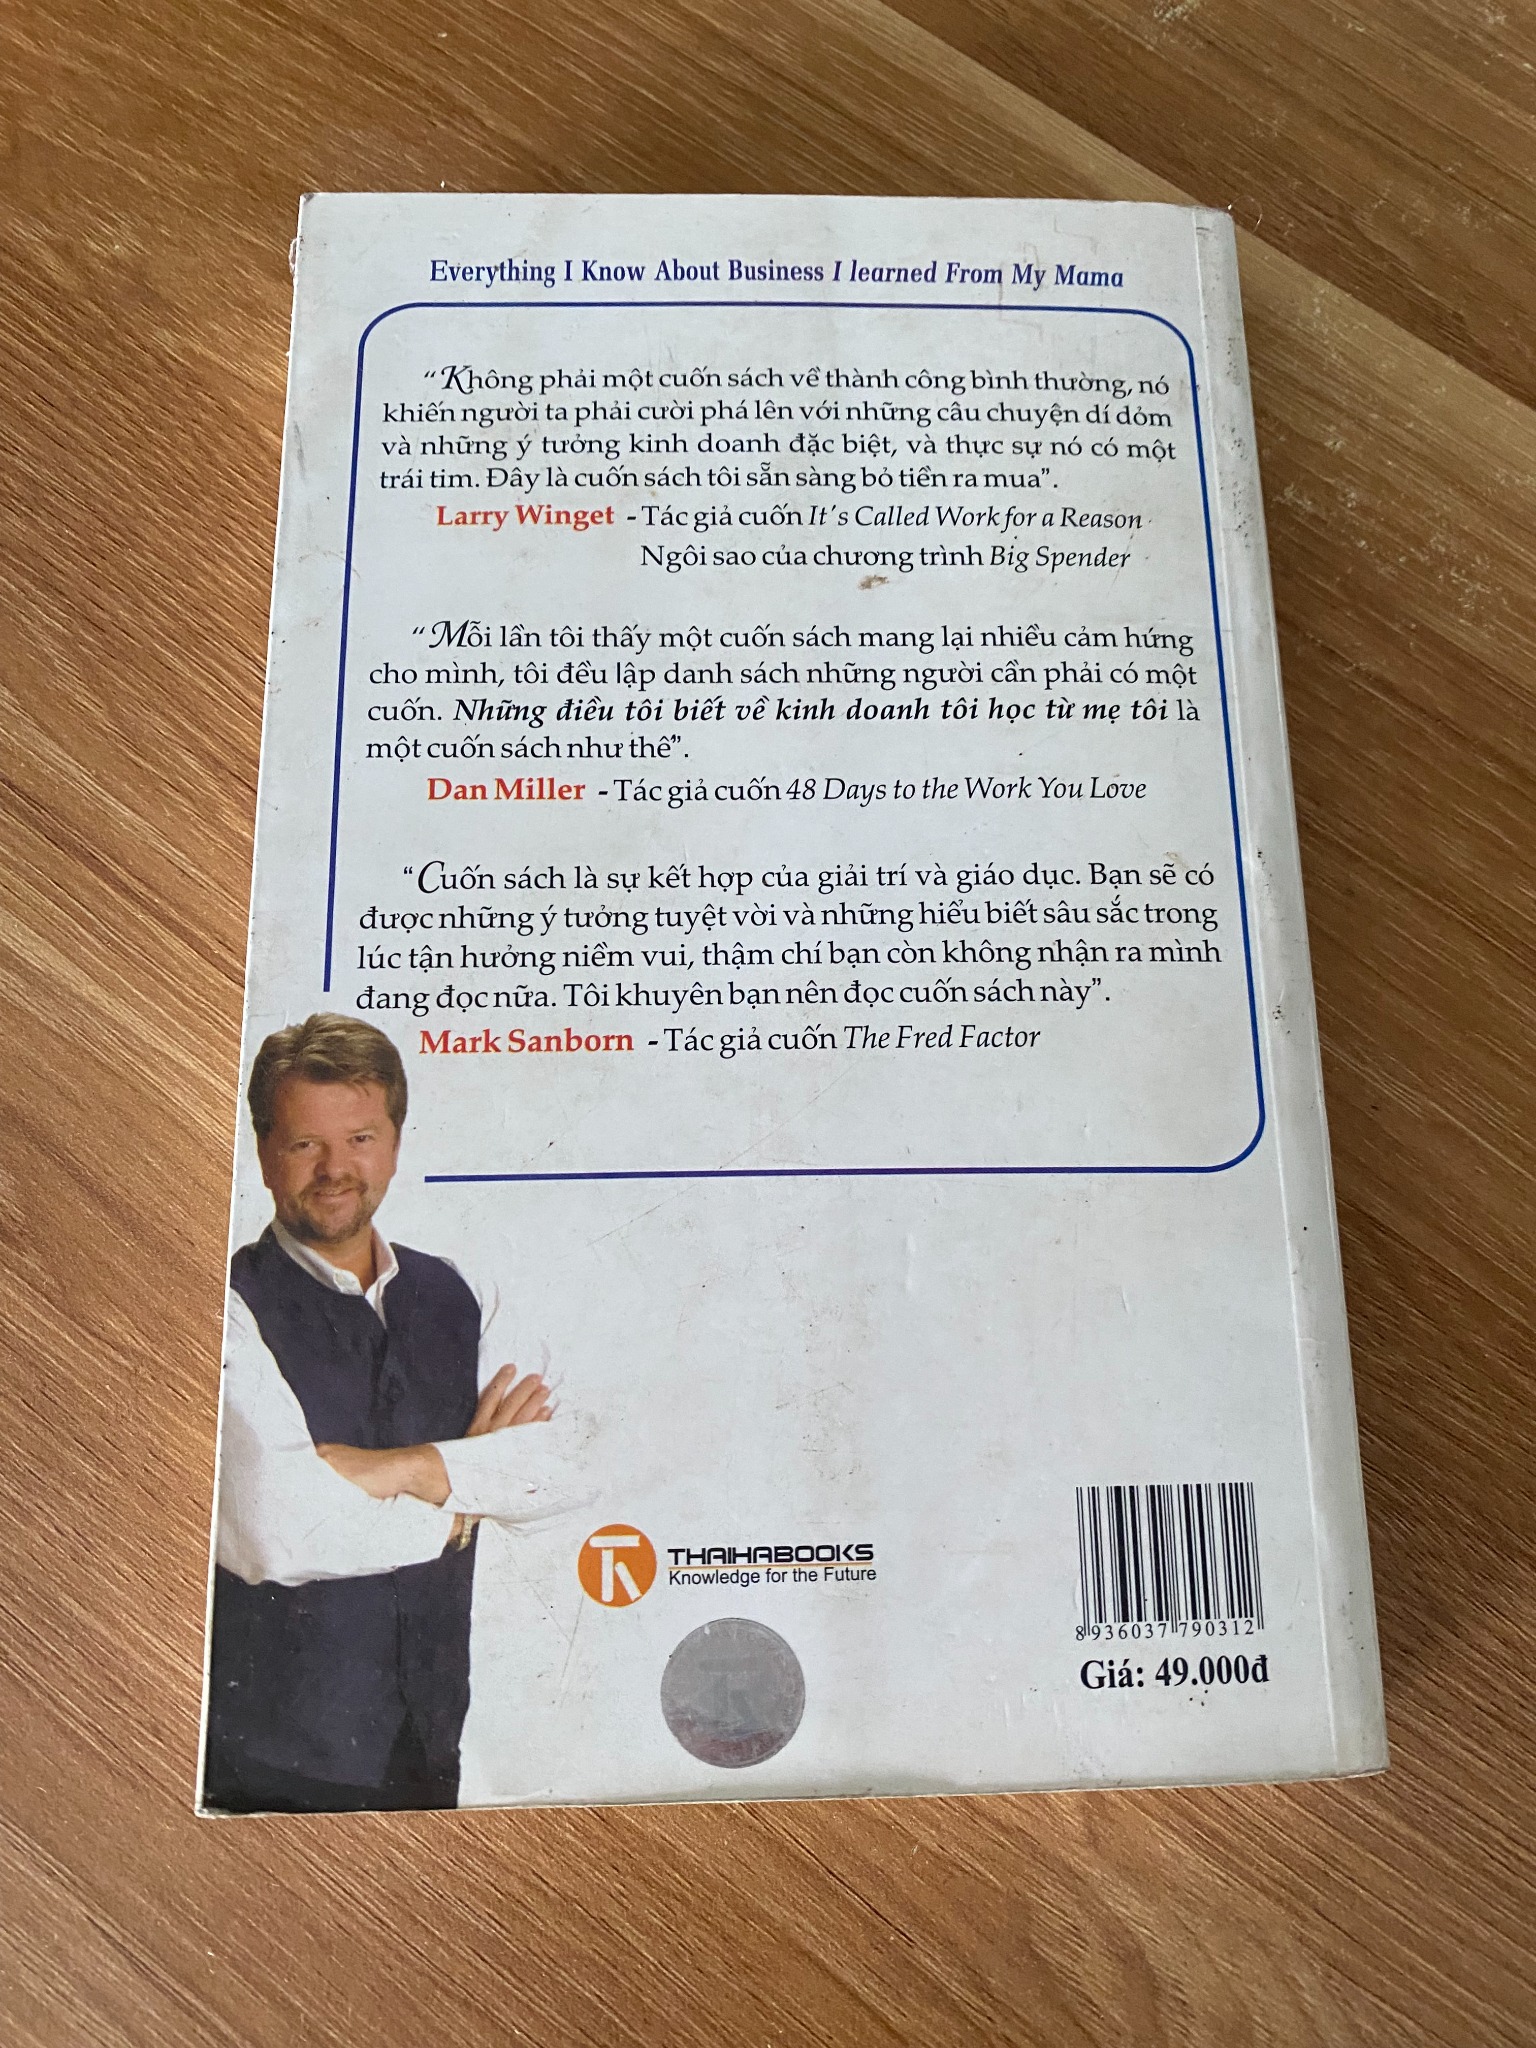 Everything I Know About Business I learned From My Mama
“Không phải một cuốn sách về thành công bình thường, nó
khiến người ta phải cười phá lên với những câu chuyện dí dỏm
và những ý tưởng kinh doanh đặc biệt, và thực sự nó có một
trái tim. Đây là cuốn sách tôi sẵn sàng bỏ tiền ra mua”.
Larry Winget - Tác giả cuốn It's Called Work for a Reason
Ngôi sao của chương trình Big Spender
“Mỗi lần tôi thấy một cuốn sách mang lại nhiều cảm hứng
cho mình, tôi đều lập danh sách những người cần phải có một
cuốn. Những điều tôi biết về kinh doanh tôi học từ mẹ tôi là
một cuốn sách như thế”.
Dan Miller - Tác giả cuốn 48 Days to the Work You Love
“Cuốn sách là sự kết hợp của giải trí và giáo dục. Bạn sẽ có
được những ý tưởng tuyệt vời và những hiểu biết sâu sắc trong
lúc tận hưởng niềm vui, thậm chí bạn còn không nhận ra mình
đang đọc nữa. Tôi khuyên bạn nên đọc cuốn sách này”.
Mark Sanborn - Tác giả cuốn The Fred Factor
THAIHABOOKS
Knowledge for the Future
8 936037 790312
Giá: 49.000đ